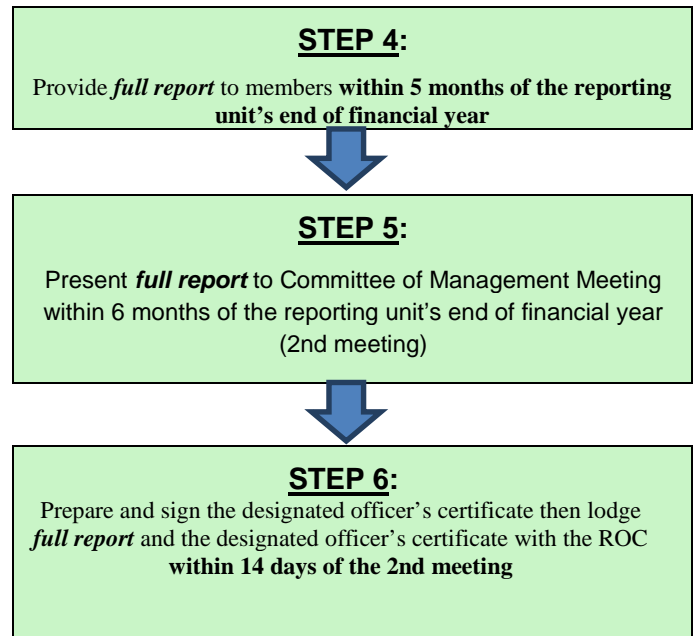 STEP 4:
Provide full report to members within 5 months of the reporting
unit's end of financial year
STEP 5:
Present full report to Committee of Management Meeting
within 6 months of the reporting unit's end of financial year
(2nd meeting)
STEP 6:
Prepare and sign the designated officer's certificate then lodge
full report and the designated officer's certificate with the ROC
within 14 days of the 2nd meeting